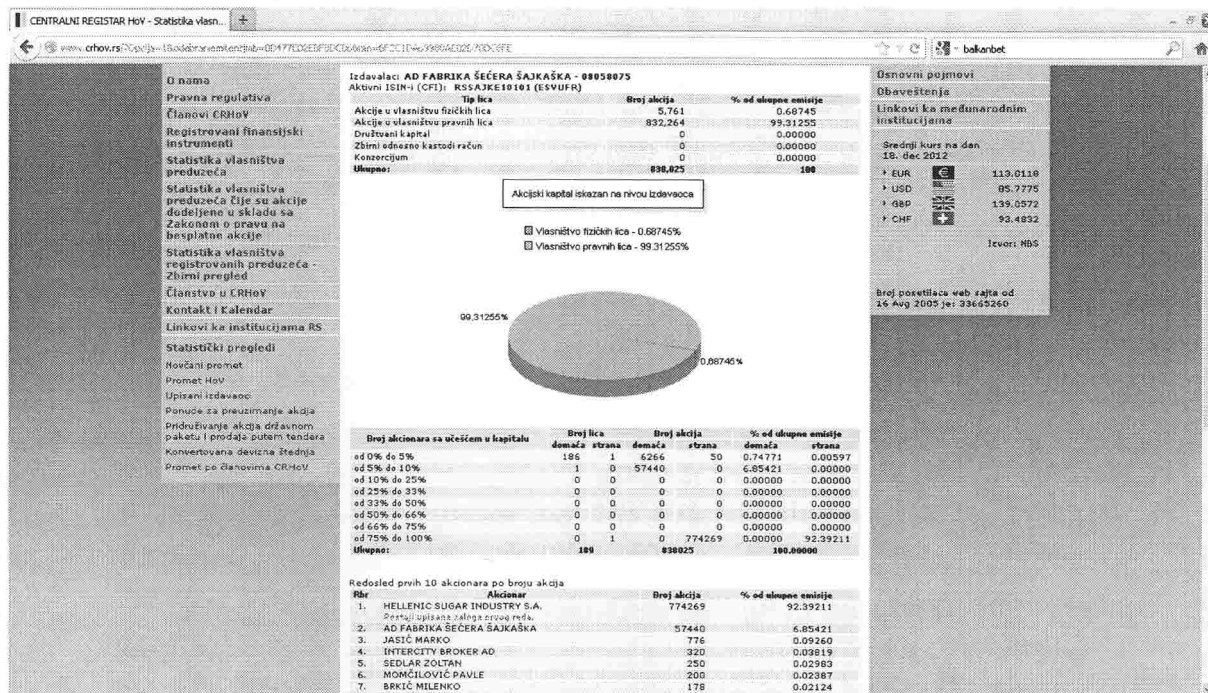 CENTRALNI REGISTAR HoV - Statistika vlasn...
balkanbet
O nama
Pravna regulativa
Članovi CRHoV
Registrovani finansijski
instrumenti
Statistika vlasništva
preduzeća
Statistika vlasništva
preduzeća čije su akcije
dodeljene u skladu sa
Zakonom o pravu na
besplatne akcije
Statistika vlasništva
registrovanih preduzeća -
Zbirni pregled
Članstvo u CRHoV
Kontakt i Kalendar
Linkovi ka institucijama RS
Statistički pregledi
Novčani promet
Promet HoV
Upisani izdavaoci
Ponude za preuzimanje akcija
Pridruživanje akcija državnom
paketu i prodaja putem tendera
Konvertovana devizna štednja
Promet po članovima CRHoV
Izdavalac: AD FABRIKA ŠEĆERA ŠAJKAŠKA - 08058075
Aktivni ISIN-i (CFI): RSSAJKE10101 (ESVUFR)
Tip lica Broj akcija % od ukupne emisije
Akcije u vlasništvu fizičkih lica 5,761 0.68745
Akcije u vlasništvu pravnih lica 832,264 99.31255
Društveni kapital 0 0.00000
Zbirni odnosno kastodi račun 0 0.00000
Konzorcijum 0 0.00000
Ukupno: 838,025 100
Akcijski kapital iskazan na nivou izdavaoca
Vlasništvo fizičkih lica - 0.68745%
Vlasništvo pravnih lica - 99.31255%
99,31255%
0,68745%
Broj akcionara sa učešćem u kapitalu Broj lica Broj akcija % od ukupne emisije
domaća strana domaća strana domaća strana
od 0% do 5% 186 1 6266 50 0.74771 0.00597
od 5% do 10% 1 0 57440 0 6.85421 0.00000
od 10% do 25% 0 0 0 0 0.00000 0.00000
od 25% do 33% 0 0 0 0 0.00000 0.00000
od 33% do 50% 0 0 0 0 0.00000 0.00000
od 50% do 66% 0 0 0 0 0.00000 0.00000
od 66% do 75% 0 0 0 0 0.00000 0.00000
od 75% do 100% 0 1 0 774269 0.00000 92.39211
Ukupno: 189 838025 100.00000
Redosled prvih 10 akcionara po broju akcija
Rbr Akcionar Broj akcija % od ukupne emisije
1. HELLENIC SUGAR INDUSTRY S.A. 774269 92.39211
Postoji upisana zaloga prvog reda.
2. AD FABRIKA ŠEĆERA ŠAJKAŠKA 57440 6.85421
3. JASIĆ MARKO 776 0.09260
4. INTERCITY BROKER AD 320 0.03819
5. SEDLAR ZOLTAN 250 0.02983
6. MOMČILOVIĆ PAVLE 200 0.02387
7. BRKIĆ MILENKO 178 0.02124
Osnovni pojmovi
Obaveštenja
Linkovi ka međunarodnim
institucijama
Srednji kurs na dan
18. dec 2012
EUR 113.0118
USD 85.7775
GBP 139.0572
CHF 93.4832
Izvor: NBS
Broj posetilaca web sajta od
16 Avg 2005 je: 33665260